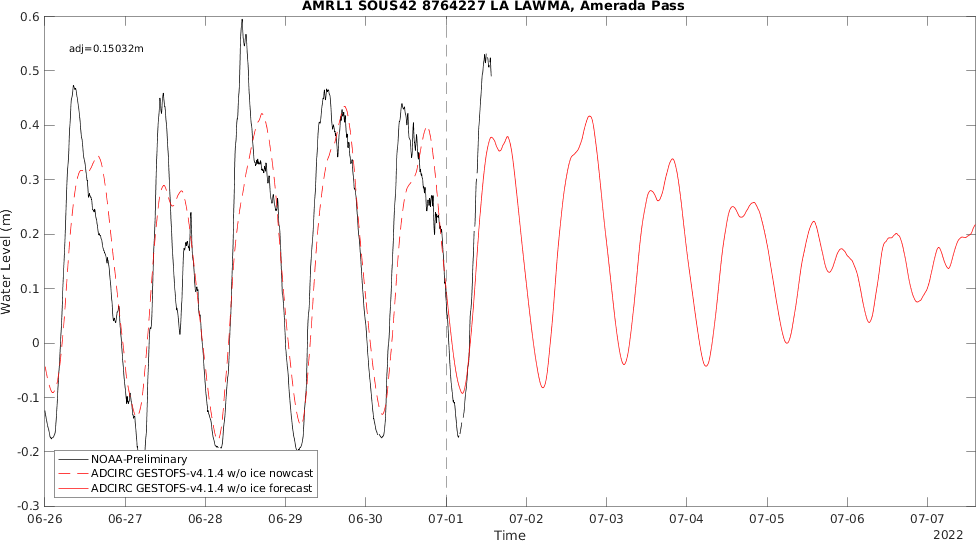 AMRL1 SOUS42 8764227 LA LAWMA, Amerada Pass
adj=0.15032m
0.6
0.5
0.4
0.3
0.2
0.1
0
-0.1
-0.2
-0.3
Water Level (m)
NOAA-Preliminary
ADCIRC GESTOFS-v4.1.4 w/o ice nowcast
ADCIRC GESTOFS-v4.1.4 w/o ice forecast
06-26 06-27 06-28 06-29 06-30 07-01 07-02 07-03 07-04 07-05 07-06 07-07
Time
2022